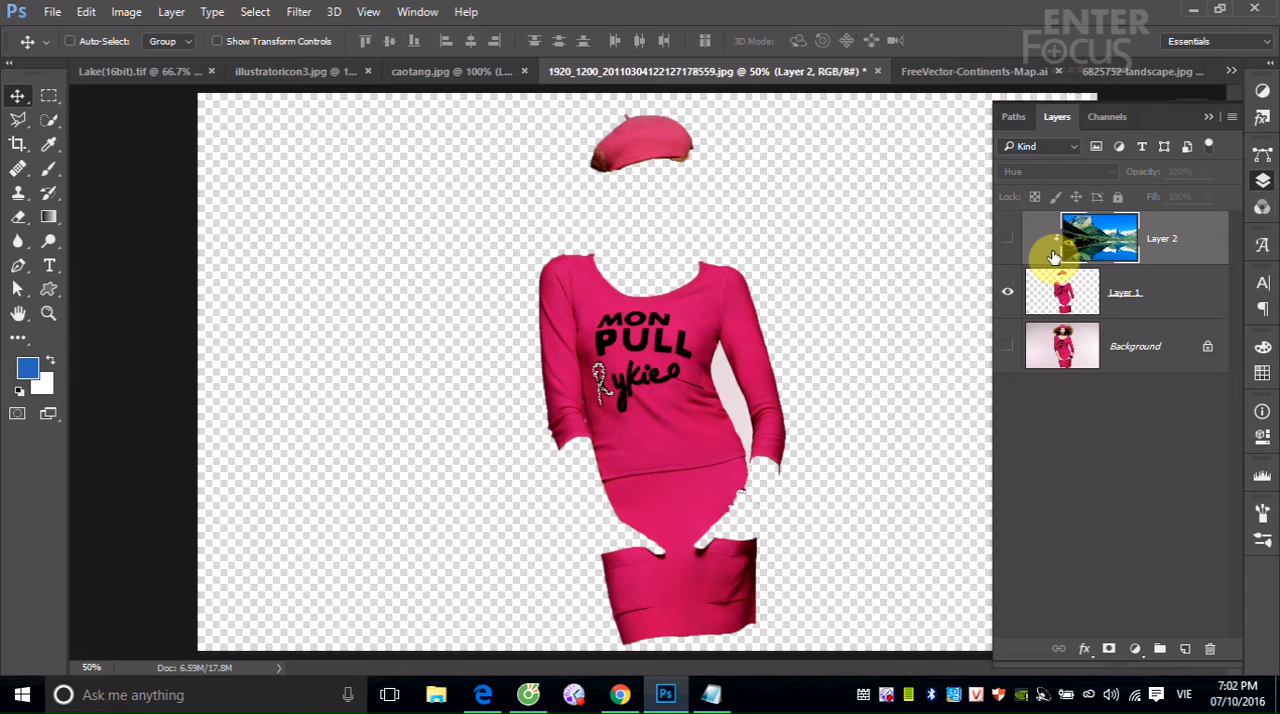 Ps File Edit Image Layer Type Select Filter 3D View Window Help
ENTER
FOCUS
Auto-Select: Group Show Transform Controls 3D Mode: Essentials
Lake(16bit).tif @ 66.7% ... × illustratoricon3.jpg @ 1... × caotang.jpg @ 100% (L... × 1920_1200_20110304122127178559.jpg @ 50% (Layer 2, RGB/8#) * × FreeVector-Continents-Map.ai × 6825752-landscape.jpg ...
Paths Layers Channels
Kind
Hue Opacity: 100%
Lock: Fill: 100%
Layer 2
Layer 1
Background
MON
PULL
Rykiel
50% Doc: 6.59M/17.8M
fx
Ask me anything
VIE
7:02 PM
07/10/2016